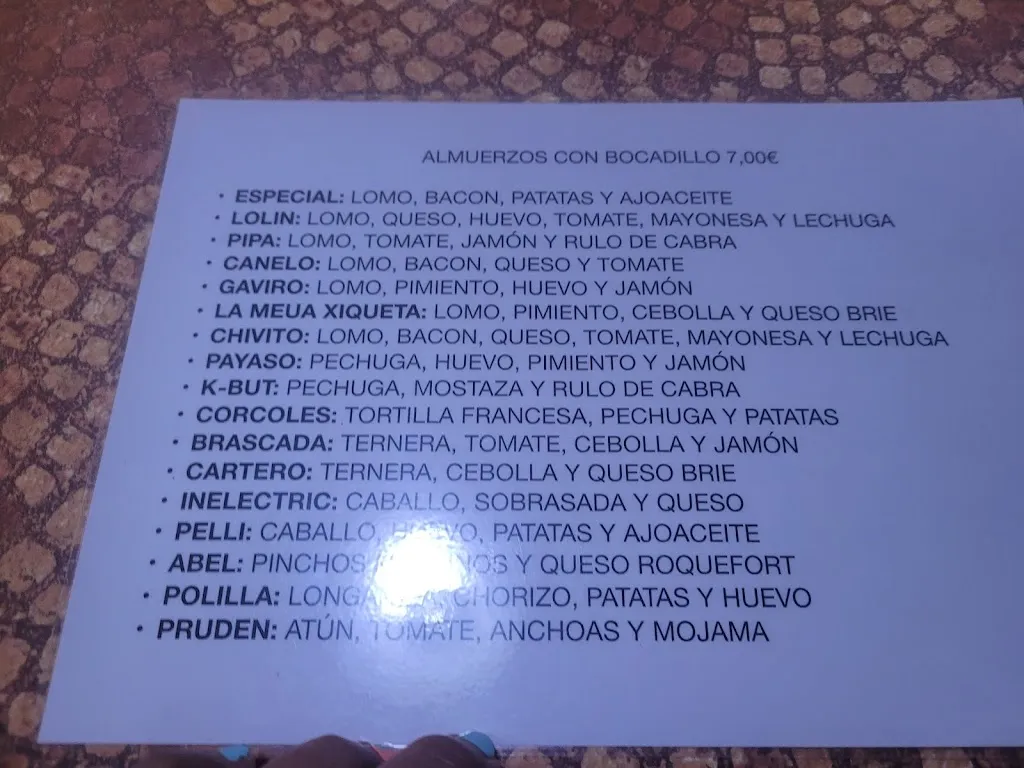 ALMUERZOS CON BOCADILLO 7,00€
• ESPECIAL: LOMO, BACON, PATATAS Y AJOACEITE
• LOLIN: LOMO, QUESO, HUEVO, TOMATE, MAYONESA Y LECHUGA
• PIPA: LOMO, TOMATE, JAMÓN Y RULO DE CABRA
• CANELO: LOMO, BACON, QUESO Y TOMATE
• GAVIRO: LOMO, PIMIENTO, HUEVO Y JAMÓN
• LA MEUA XIQUETA: LOMO, PIMIENTO, CEBOLLA Y QUESO BRIE
• CHIVITO: LOMO, BACON, QUESO, TOMATE, MAYONESA Y LECHUGA
• PAYASO: PECHUGA, HUEVO, PIMIENTO Y JAMÓN
• K-BUT: PECHUGA, MOSTAZA Y RULO DE CABRA
• CORCOLES: TORTILLA FRANCESA, PECHUGA Y PATATAS
• BRASCADA: TERNERA, TOMATE, CEBOLLA Y JAMÓN
• CARTERO: TERNERA, CEBOLLA Y QUESO BRIE
• INELECTRIC: CABALLO, SOBRASADA Y QUESO
• PELLI: CABALLO, HUEVO, PATATAS Y AJOACEITE
• ABEL: PINCHOS Y QUESO ROQUEFORT
• POLILLA: LONGANIZA, CHORIZO, PATATAS Y HUEVO
• PRUDEN: ATÚN, TOMATE, ANCHOAS Y MOJAMA